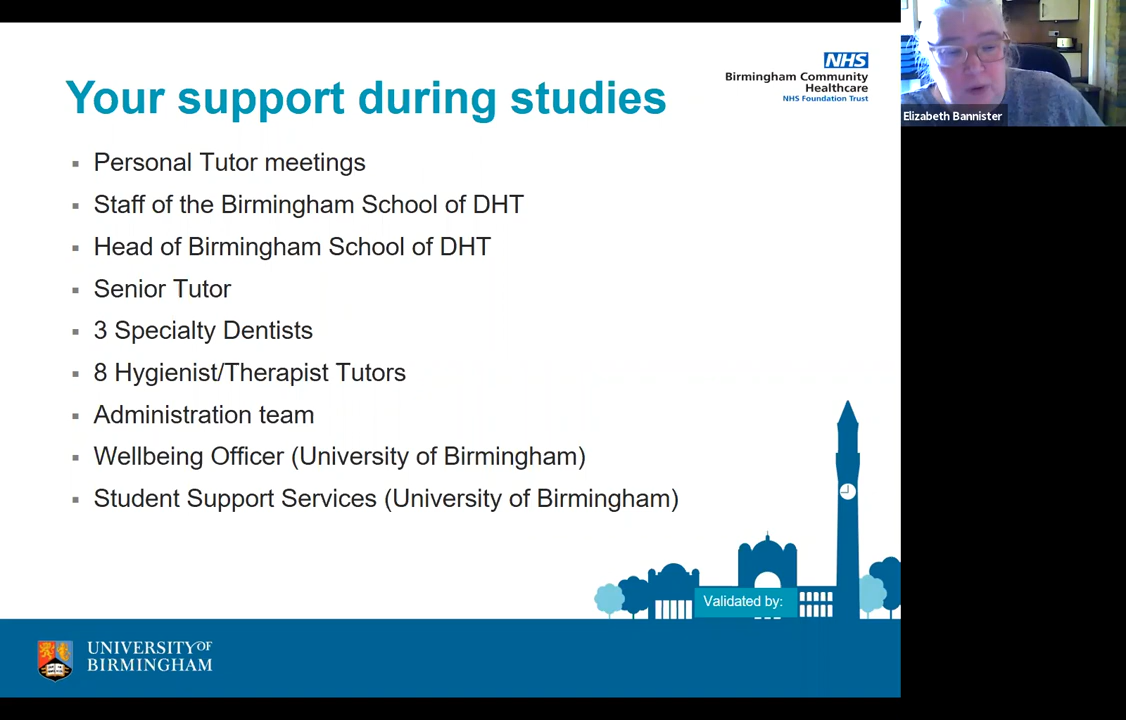 Your support during studies
NHS
Birmingham Community
Healthcare
NHS Foundation Trust
Elizabeth Bannister
Personal Tutor meetings
Staff of the Birmingham School of DHT
Head of Birmingham School of DHT
Senior Tutor
3 Specialty Dentists
8 Hygienist/Therapist Tutors
Administration team
Wellbeing Officer (University of Birmingham)
Student Support Services (University of Birmingham)
Validated by:
UNIVERSITY OF
BIRMINGHAM